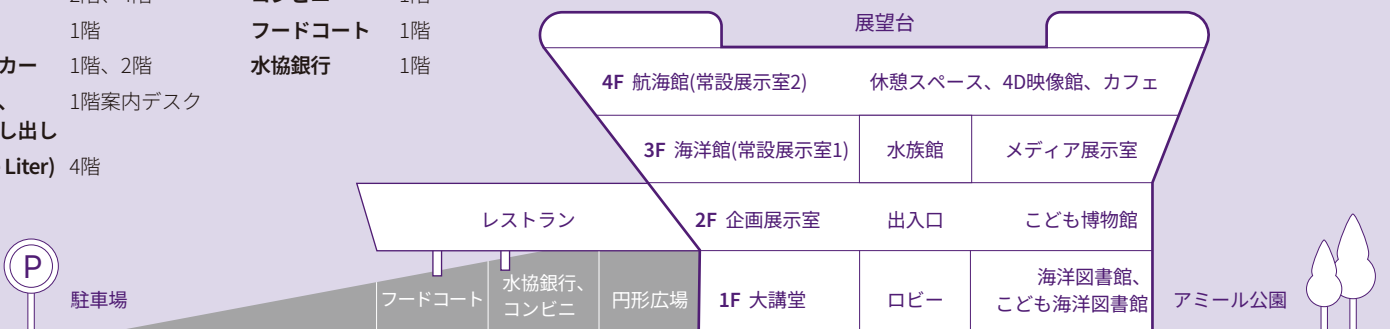 1階
フードコート 1階
カー 1階、2階
水協銀行 1階
、 1階案内デスク
し出し
Liter) 4階
展望台
4F 航海館(常設展示室2) 休憩スペース、4D映像館、カフェ
3F 海洋館(常設展示室1) 水族館 メディア展示室
レストラン
2F 企画展示室 出入口 こども博物館
P
駐車場
フードコート
水協銀行、
コンビニ
円形広場
1F 大講堂 ロビー
海洋図書館、
こども海洋図書館
アミール公園